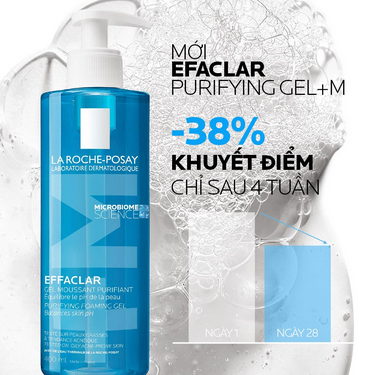 MỚI
EFACLAR
PURIFYING GEL+M
-38%
KHUYẾT ĐIỂM
CHỈ SAU 4 TUẦN
NGÀY 1
NGÀY 28
LA ROCHE-POSAY
LABORATOIRE DERMATOLOGIQUE
MICROBIOME
SCIENCE
EFFACLAR
GEL MOUSSANT PURIFIANT
Équilibre le pH de la peau
PURIFYING FOAMING GEL
Balances skin pH
400 ml